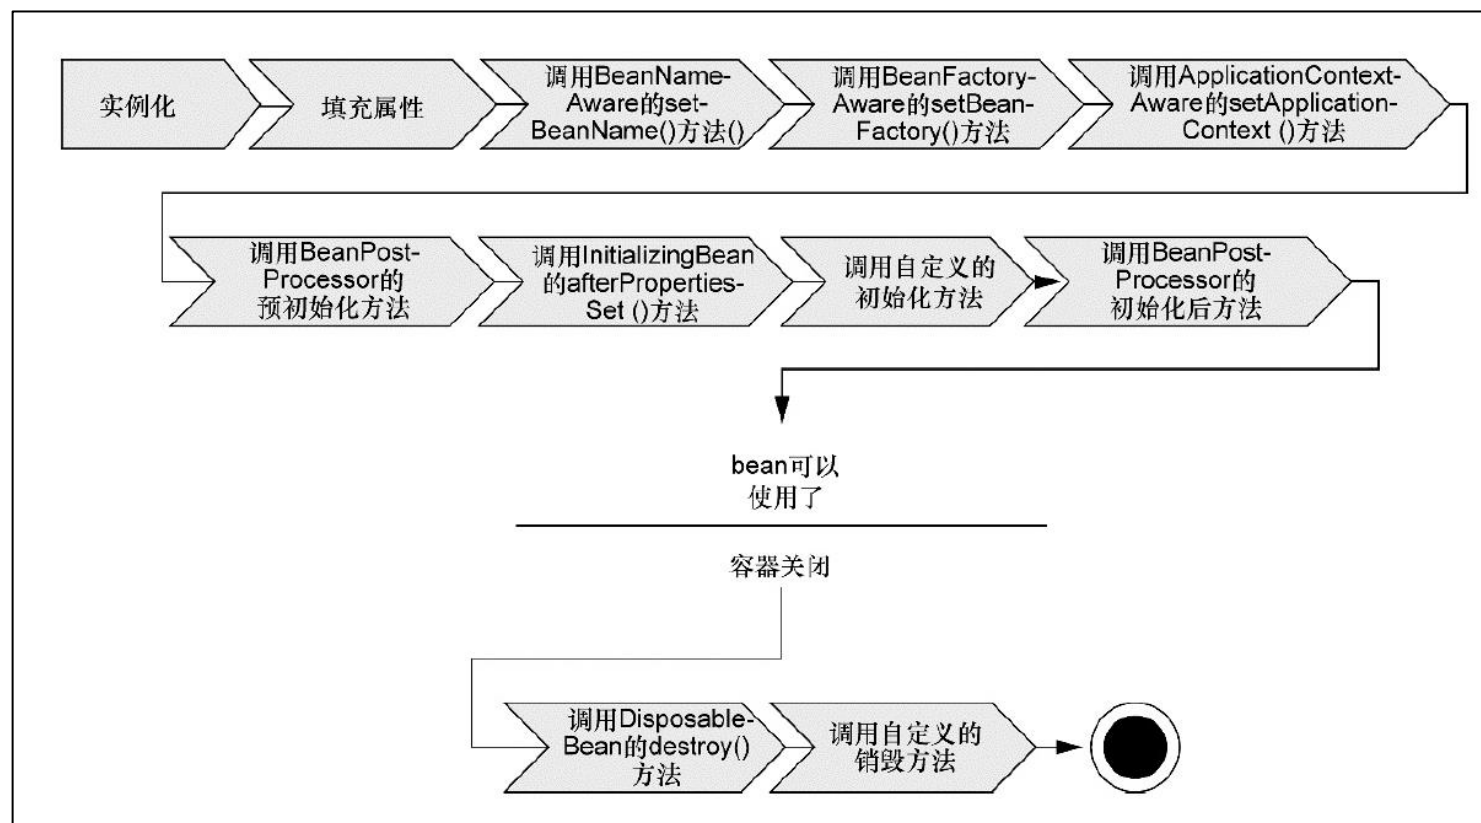 实例化
填充属性
调用BeanName-
Aware的set-
BeanName()方法()
调用BeanFactory-
Aware的setBean-
Factory()方法
调用ApplicationContext-
Aware的setApplication-
Context ()方法
调用BeanPost-
Processor的
预初始化方法
调用InitializingBean
的afterProperties-
Set ()方法
调用自定义的
初始化方法
调用BeanPost-
Processor的
初始化后方法
bean可以
使用了
容器关闭
调用Disposable-
Bean的destroy()
方法
调用自定义的
销毁方法